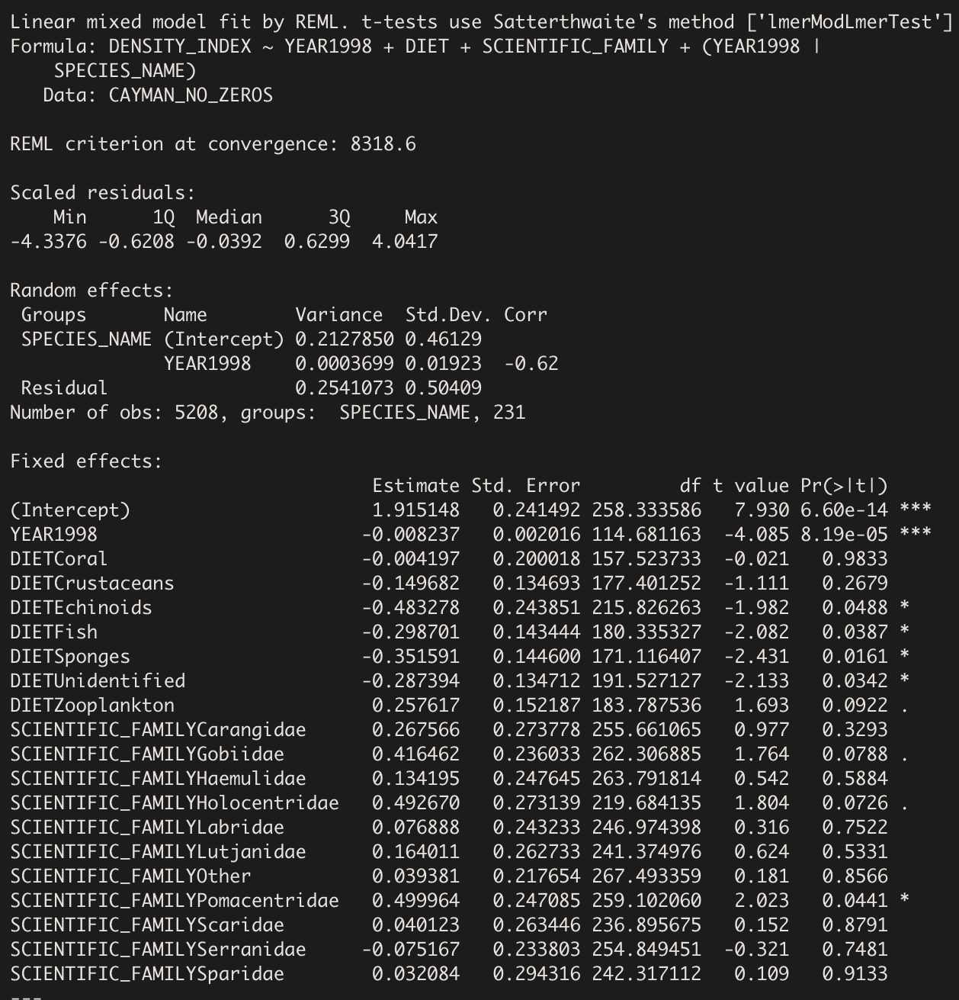 Linear mixed model fit by REML. t-tests use Satterthwaite's method ['lmerModLmerTest']
Formula: DENSITY_INDEX ~ YEAR1998 + DIET + SCIENTIFIC_FAMILY + (YEAR1998 |
    SPECIES_NAME)
   Data: CAYMAN_NO_ZEROS

REML criterion at convergence: 8318.6

Scaled residuals:
    Min      1Q  Median      3Q     Max
-4.3376 -0.6208 -0.0392  0.6299  4.0417

Random effects:
 Groups       Name        Variance  Std.Dev. Corr
 SPECIES_NAME (Intercept) 0.2127850 0.46129
              YEAR1998    0.0003699 0.01923  -0.62
 Residual                 0.2541073 0.50409
Number of obs: 5208, groups:  SPECIES_NAME, 231

Fixed effects:
                                 Estimate Std. Error         df t value Pr(>|t|)
(Intercept)                      1.915148   0.241492 258.333586   7.930 6.60e-14 ***
YEAR1998                        -0.008237   0.002016 114.681163  -4.085 8.19e-05 ***
DIETCoral                       -0.004197   0.200018 157.523733  -0.021   0.9833
DIETCrustaceans                 -0.149682   0.134693 177.401252  -1.111   0.2679
DIETEchinoids                   -0.483278   0.243851 215.826263  -1.982   0.0488 *
DIETFish                        -0.298701   0.143444 180.335327  -2.082   0.0387 *
DIETSponges                     -0.351591   0.144600 171.116407  -2.431   0.0161 *
DIETUnidentified                -0.287394   0.134712 191.527127  -2.133   0.0342 *
DIETZooplankton                  0.257617   0.152187 183.787536   1.693   0.0922 .
SCIENTIFIC_FAMILYCarangidae      0.267566   0.273778 255.661065   0.977   0.3293
SCIENTIFIC_FAMILYGobiidae        0.416462   0.236033 262.306885   1.764   0.0788 .
SCIENTIFIC_FAMILYHaemulidae      0.134195   0.247645 263.791814   0.542   0.5884
SCIENTIFIC_FAMILYHolocentridae   0.492670   0.273139 219.684135   1.804   0.0726 .
SCIENTIFIC_FAMILYLabridae        0.076888   0.243233 246.974398   0.316   0.7522
SCIENTIFIC_FAMILYLutjanidae      0.164011   0.262733 241.374976   0.624   0.5331
SCIENTIFIC_FAMILYOther           0.039381   0.217654 267.493359   0.181   0.8566
SCIENTIFIC_FAMILYPomacentridae   0.499964   0.247085 259.102060   2.023   0.0441 *
SCIENTIFIC_FAMILYScaridae        0.040123   0.263446 236.895675   0.152   0.8791
SCIENTIFIC_FAMILYSerranidae     -0.075167   0.233803 254.849451  -0.321   0.7481
SCIENTIFIC_FAMILYSparidae        0.032084   0.294316 242.317112   0.109   0.9133
---